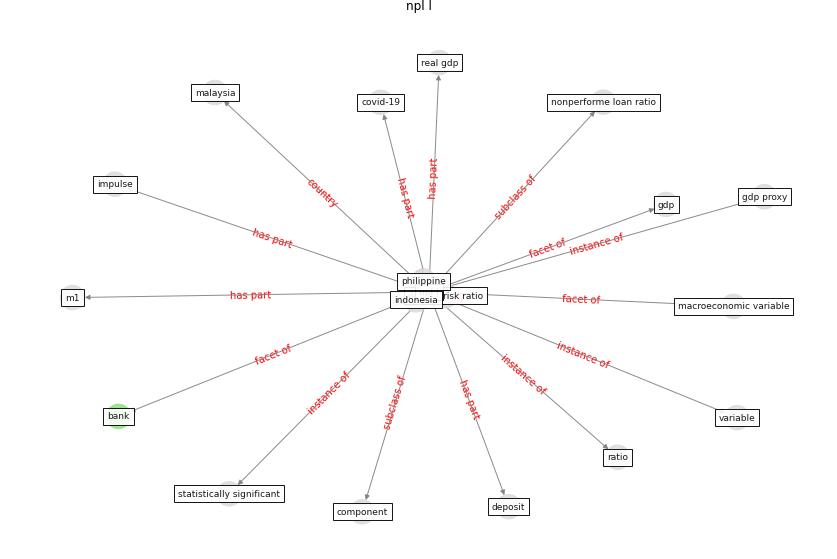 npl l
real gdp
malaysia
covid-19
nonperforme loan ratio
has part
country
has part
subclass of
impulse
gdp
gdp proxy
has part
facet of
instance of
philippine
m1
has part
indonesia
risk ratio
facet of
macroeconomic variable
facet of
instance of
instance of
instance of
subclass of
has part
bank
variable
ratio
statistically significant
component
deposit